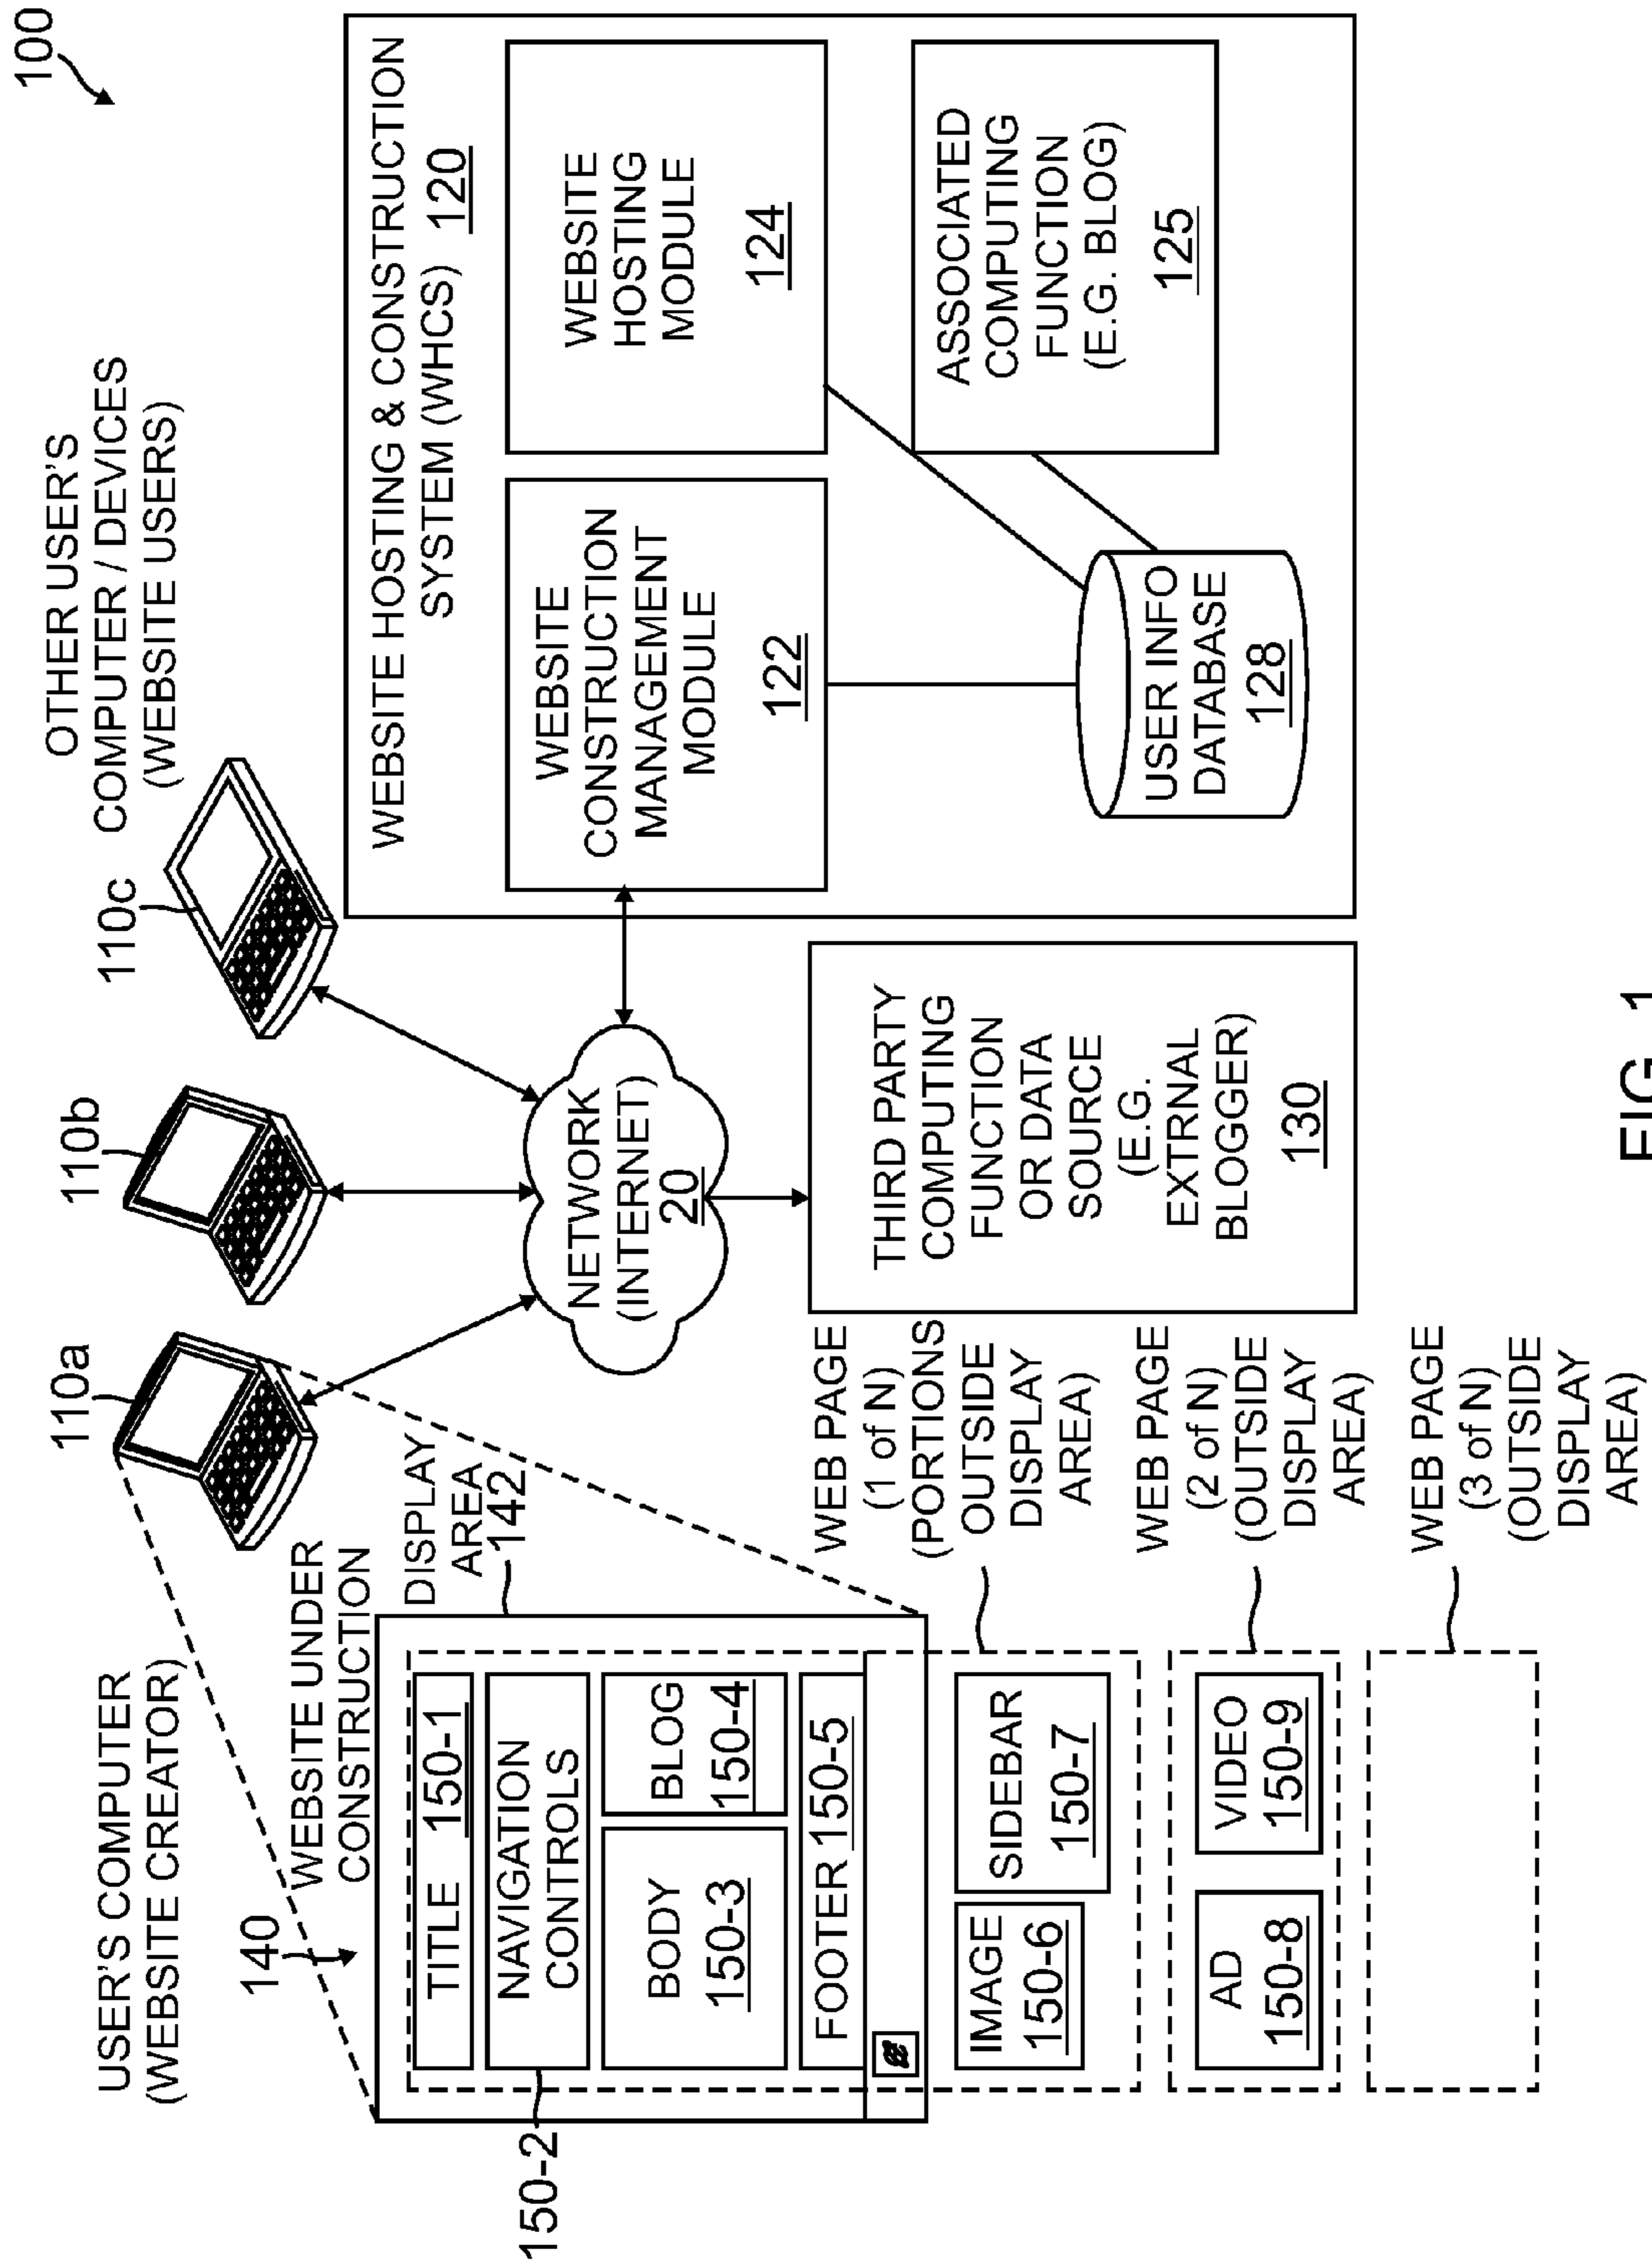 100
USER'S COMPUTER
(WEBSITE CREATOR)
110a
110b
110c
OTHER USER'S
COMPUTER / DEVICES
(WEBSITE USERS)
140
WEBSITE UNDER
CONSTRUCTION
DISPLAY
AREA
142
TITLE 150-1
NAVIGATION
CONTROLS
150-2
BODY
150-3
BLOG
150-4
FOOTER 150-5
IMAGE
150-6
SIDEBAR
150-7
AD
150-8
VIDEO
150-9
WEB PAGE
(1 of N)
(PORTIONS
OUTSIDE
DISPLAY
AREA)
WEB PAGE
(2 of N)
(OUTSIDE
DISPLAY
AREA)
WEB PAGE
(3 of N)
(OUTSIDE
DISPLAY
AREA)
NETWORK
(INTERNET)
20
THIRD PARTY
COMPUTING
FUNCTION
OR DATA
SOURCE
(E.G.
EXTRNAL
BLOGGER)
130
WEBSITE HOSTING & CONSTRUCTION
SYSTEM (WHCS) 120
WEBSITE
CONSTRUCTION
MANAGEMENT
MODULE
122
WEBSITE
HOSTING
MODULE
124
ASSOCIATED
COMPUTING
FUNCTION
(E.G. BLOG)
125
USER INFO
DATABASE
128
FIG. 1